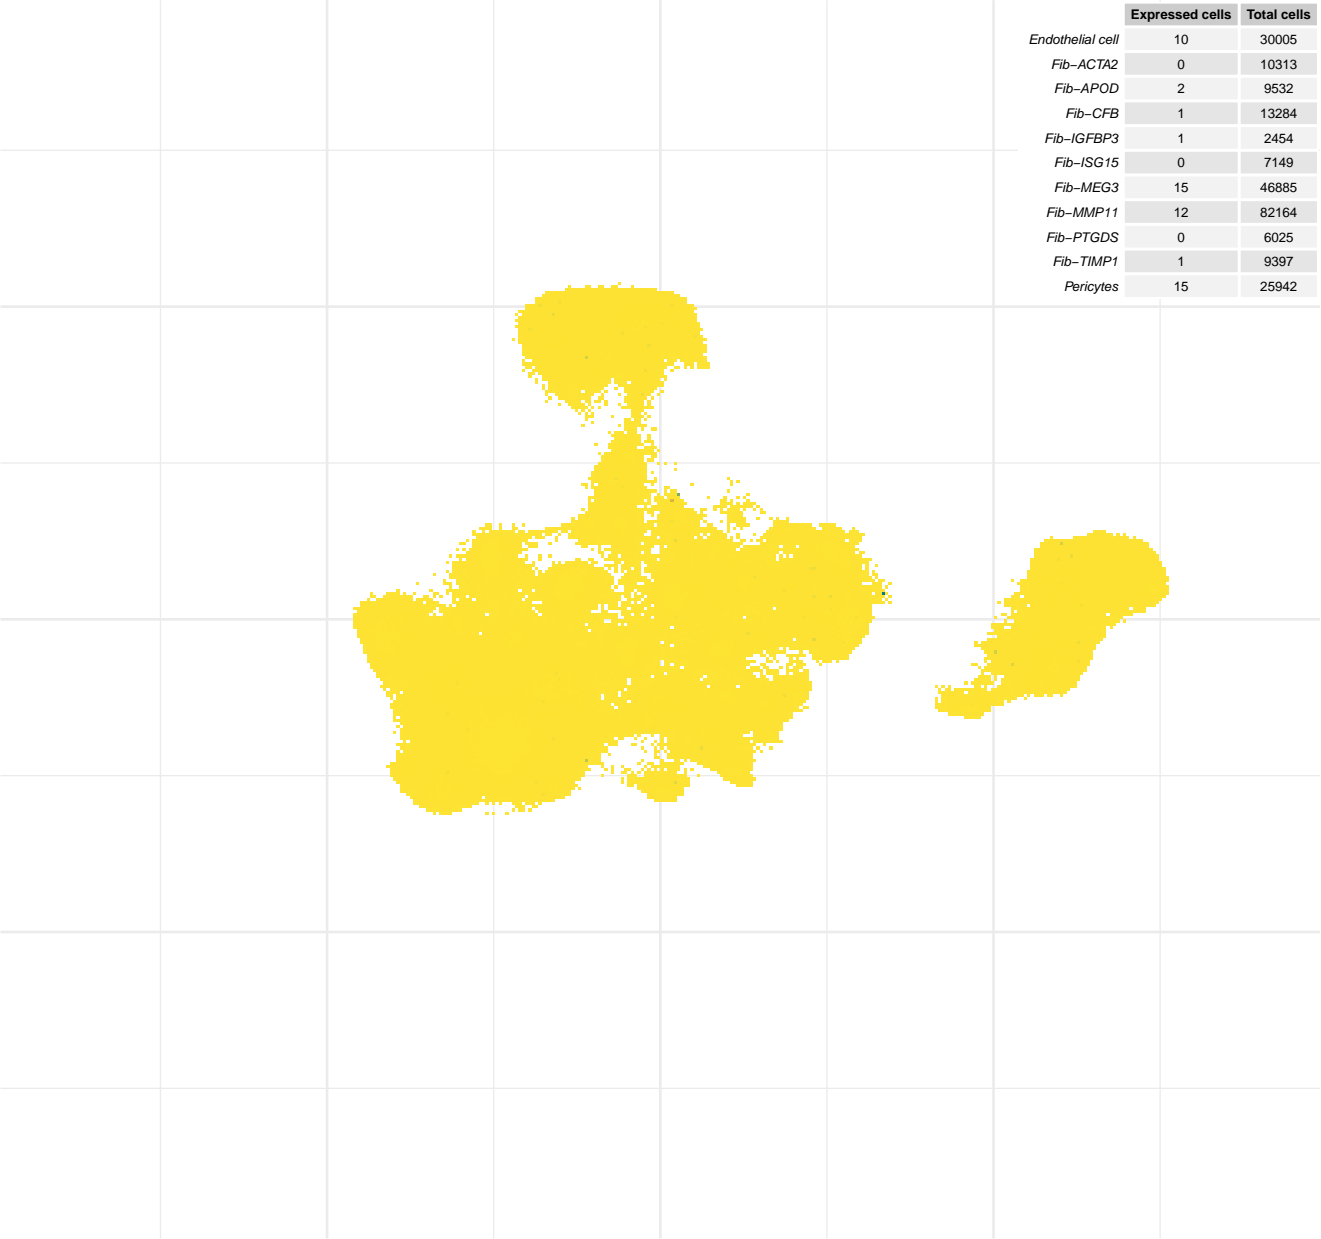 Expressed cells Total cells
Endothelial cell 10 30005
Fib−ACTA2 0 10313
Fib−APOD 2 9532
Fib−CFB 1 13284
Fib−IGFBP3 1 2454
Fib−ISG15 0 7149
Fib−MEG3 15 46885
Fib−MMP11 12 82164
Fib−PTGDS 0 6025
Fib−TIMP1 1 9397
Pericytes 15 25942